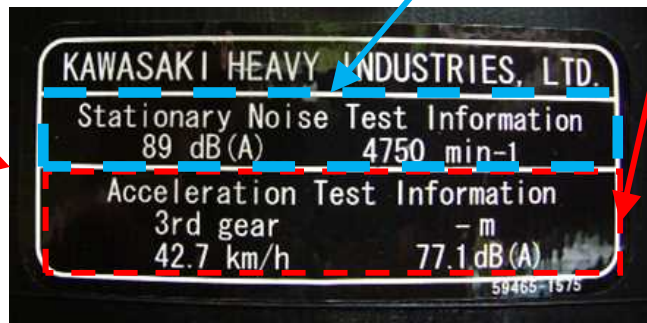 KAWASAKI HEAVY INDUSTRIES, LTD.
Stationary Noise Test Information
89 dB(A) 4750 min-1
Acceleration Test Information
3rd gear – m
42.7 km/h 77.1 dB(A)
59465-1575